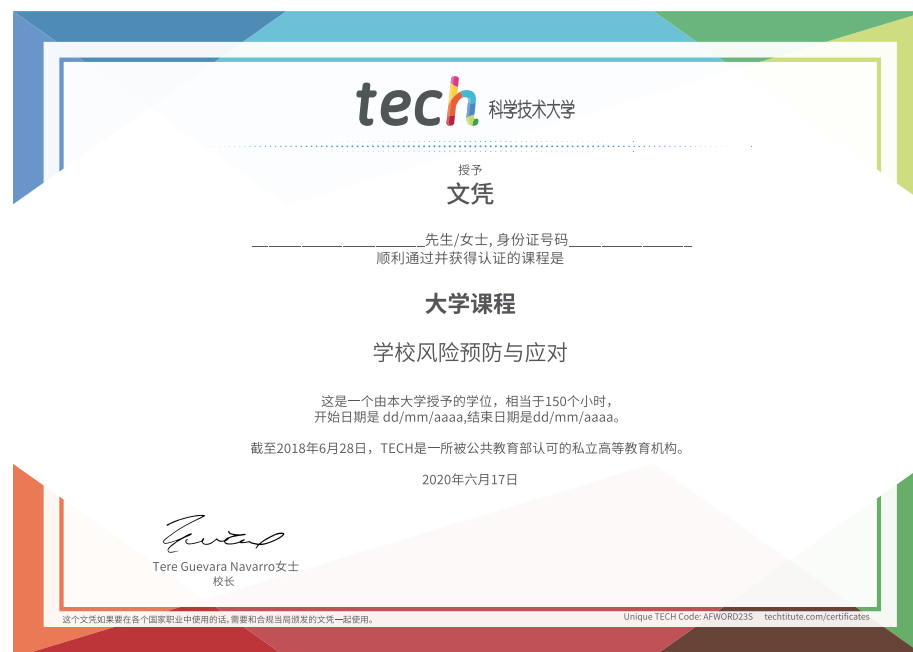 tech 科学技术大学
授予
文凭
________________________先生/女士, 身份证号码_______________
顺利通过并获得认证的课程是
大学课程
学校风险预防与应对
这是一个由本大学授予的学位，相当于150个小时，
开始日期是 dd/mm/aaaa,结束日期是dd/mm/aaaa。
截至2018年6月28日，TECH是一所被公共教育部认可的私立高等教育机构。
2020年六月17日
Tere Guevara Navarro女士
校长
这个文凭如果要在各个国家职业中使用的话,需要和合规当局颁发的文凭一起使用。
Unique TECH Code: AFWORD23S techtitute.com/certificates